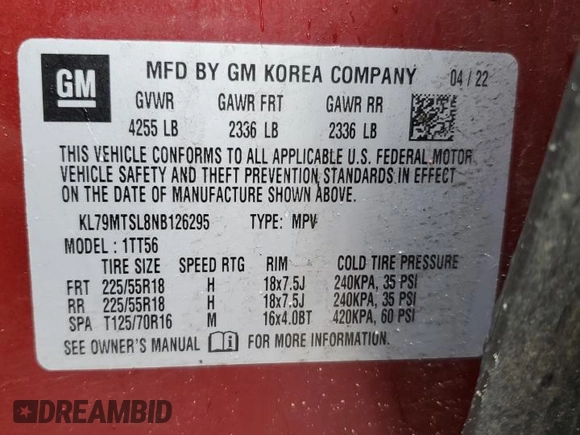 GM
MFD BY GM KOREA COMPANY 04 / 22
GVWR GAWR FRT GAWR RR
4255 LB 2336 LB 2336 LB
THIS VEHICLE CONFORMS TO ALL APPLICABLE U.S. FEDERAL MOTOR
VEHICLE SAFETY AND THEFT PREVENTION STANDARDS IN EFFECT
ON THE DATE OF MANUFACTURE SHOWN ABOVE.
KL79MTSL8NB126295 TYPE: MPV
MODEL : 1TT56
TIRE SIZE SPEED RTG RIM COLD TIRE PRESSURE
FRT 225/55R18 H 18x7.5J 240KPA, 35 PSI
RR 225/55R18 H 18x7.5J 240KPA, 35 PSI
SPA T125/70R16 M 16x4.0BT 420KPA, 60 PSI
SEE OWNER'S MANUAL FOR MORE INFORMATION.
DREAMBID